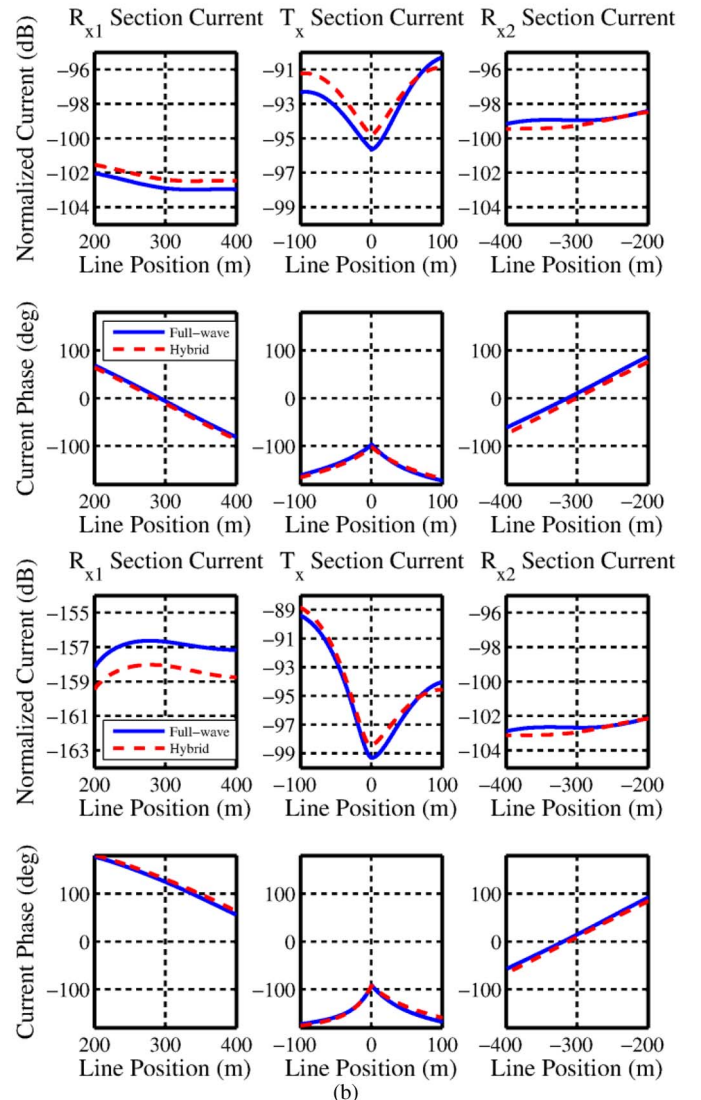 R_x1 Section Current T_x Section Current R_x2 Section Current
Normalized Current (dB)
−96 −91 −96
−98 −93 −98
−100 −95 −100
−102 −97 −102
−104 −99 −104
200 300 400 −100 0 100 −400 −300 −200
Line Position (m) Line Position (m) Line Position (m)
Current Phase (deg)
Full−wave
Hybrid
100 100 100
0 0 0
−100 −100 −100
200 300 400 −100 0 100 −400 −300 −200
Line Position (m) Line Position (m) Line Position (m)
R_x1 Section Current T_x Section Current R_x2 Section Current
Normalized Current (dB)
−155 −89 −96
−157 −91 −98
−159 −93 −100
−161 −95 −102
−163 −97 −104
−99
Full−wave
Hybrid
200 300 400 −100 0 100 −400 −300 −200
Line Position (m) Line Position (m) Line Position (m)
Current Phase (deg)
100 100 100
0 0 0
−100 −100 −100
200 300 400 −100 0 100 −400 −300 −200
Line Position (m) Line Position (m) Line Position (m)
(b)